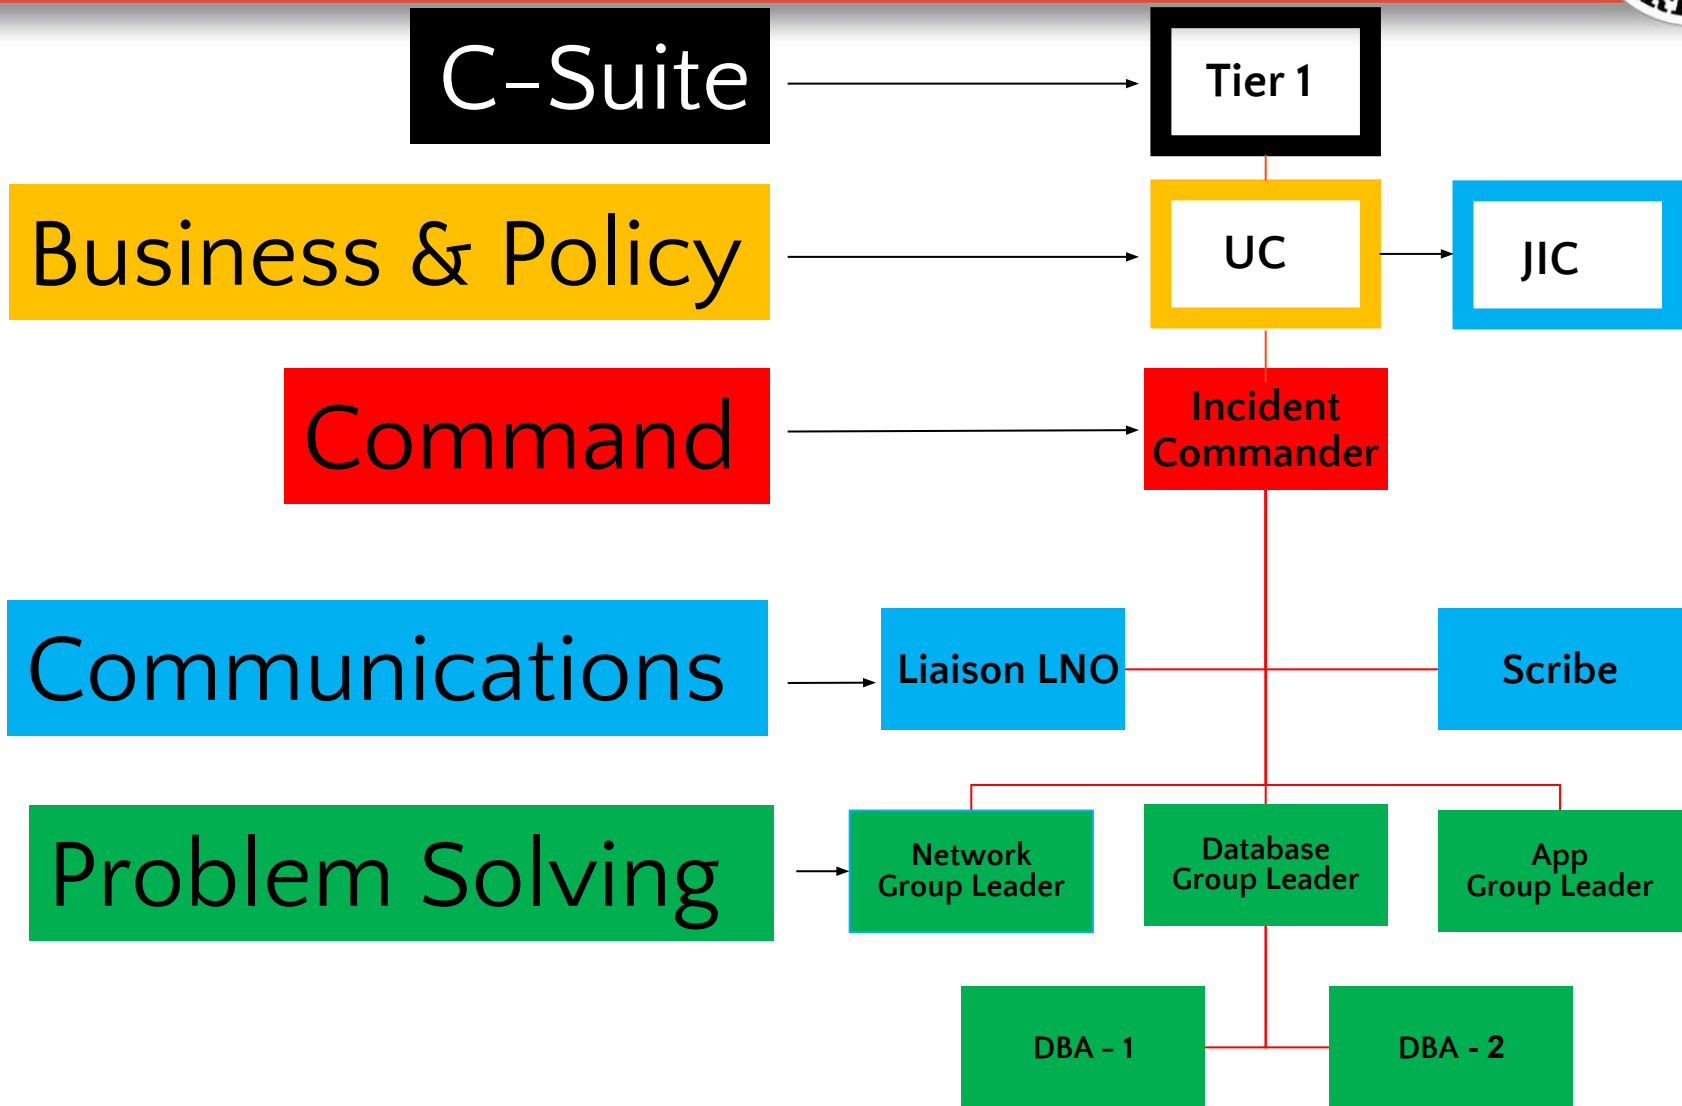 C-Suite
Tier 1
Business & Policy
UC
JIC
Command
Incident
Commander
Communications
Liaison LNO
Scribe
Problem Solving
Network
Group Leader
Database
Group Leader
App
Group Leader
DBA - 1
DBA - 2